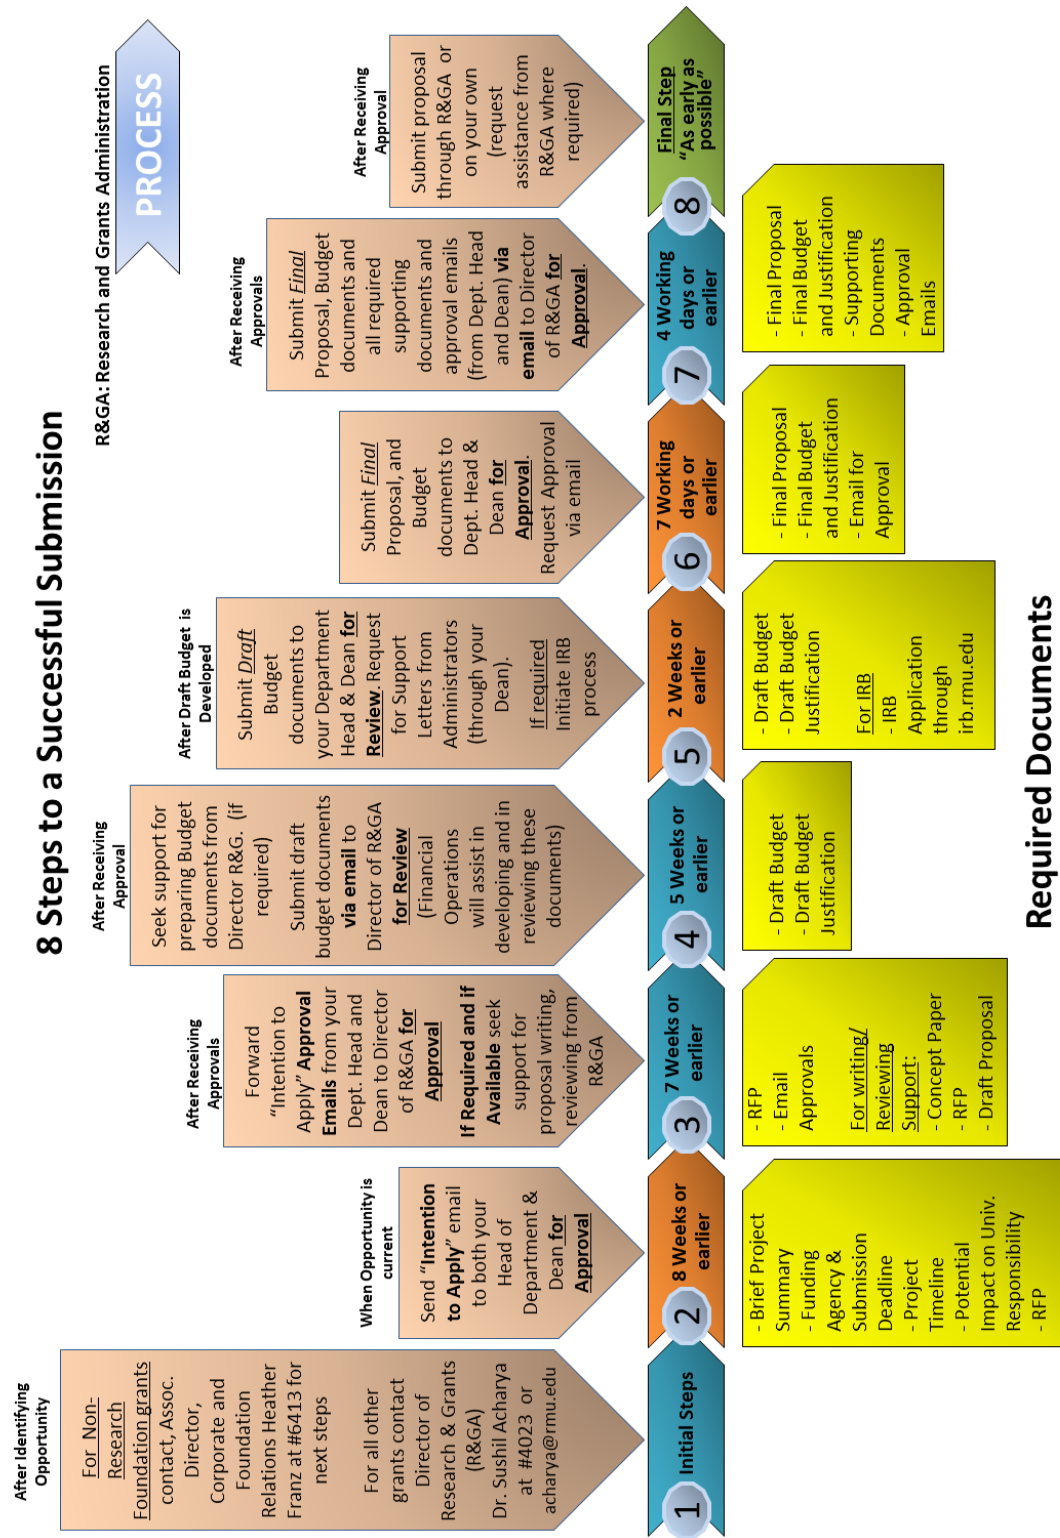 8 Steps to a Successful Submission
R&GA: Research and Grants Administration
PROCESS
After Identifying
Opportunity
For Non-
Research
Foundation grants
contact, Assoc.
Director,
Corporate and
Foundation
Relations Heather
Franz at #6413 for
next steps
For all other
grants contact
Director of
Research & Grants
(R&GA)
Dr. Sushil Acharya
at #4023 or
acharya@rmu.edu
When Opportunity is
current
Send “Intention
to Apply” email
to both your
Head of
Department &
Dean for
Approval
After Receiving
Approvals
Forward
“Intention to
Apply” Approval
Emails from your
Dept. Head and
Dean to Director
of R&GA for
Approval
If Required and if
Available seek
support for
proposal writing,
reviewing from
R&GA
After Receiving
Approval
Seek support for
preparing Budget
documents from
Director R&G. (if
required)
Submit draft
budget documents
via email to
Director of R&GA
for Review
(Financial
Operations
will assist in
developing and in
reviewing these
documents)
After Draft Budget is
Developed
Submit Draft
Budget
documents to
your Department
Head & Dean for
Review. Request
for Support
Letters from
Administrators
(through your
Dean).
If required
Initiate IRB
process
Submit Final
Proposal, and
Budget
documents to
Dept. Head &
Dean for
Approval.
Request Approval
via email
After Receiving
Approvals
Submit Final
Proposal, Budget
documents and
all required
supporting
documents and
approval emails
(from Dept. Head
and Dean) via
email to Director
of R&GA for
Approval.
After Receiving
Approval
Submit proposal
through R&GA or
on your own
(request
assistance from
R&GA where
required)
1
Initial Steps
2
8 Weeks or
earlier
3
7 Weeks or
earlier
4
5 Weeks or
earlier
5
2 Weeks or
earlier
6
7 Working
days or
earlier
7
4 Working
days or
earlier
8
Final Step
“As early as
possible”
- Brief Project
Summary
- Funding
Agency &
Submission
Deadline
- Project
Timeline
- Potential
Impact on Univ.
Responsibility
- RFP
- RFP
- Email
Approvals
For writing/
Reviewing
Support:
- Concept Paper
- RFP
- Draft Proposal
- Draft Budget
- Draft Budget
Justification
- Draft Budget
- Draft Budget
Justification
For IRB
- IRB
Application
through
irb.rmu.edu
- Final Proposal
- Final Budget
and Justification
- Email for
Approval
- Final Proposal
- Final Budget
and Justification
- Supporting
Documents
- Approval
Emails
Required Documents